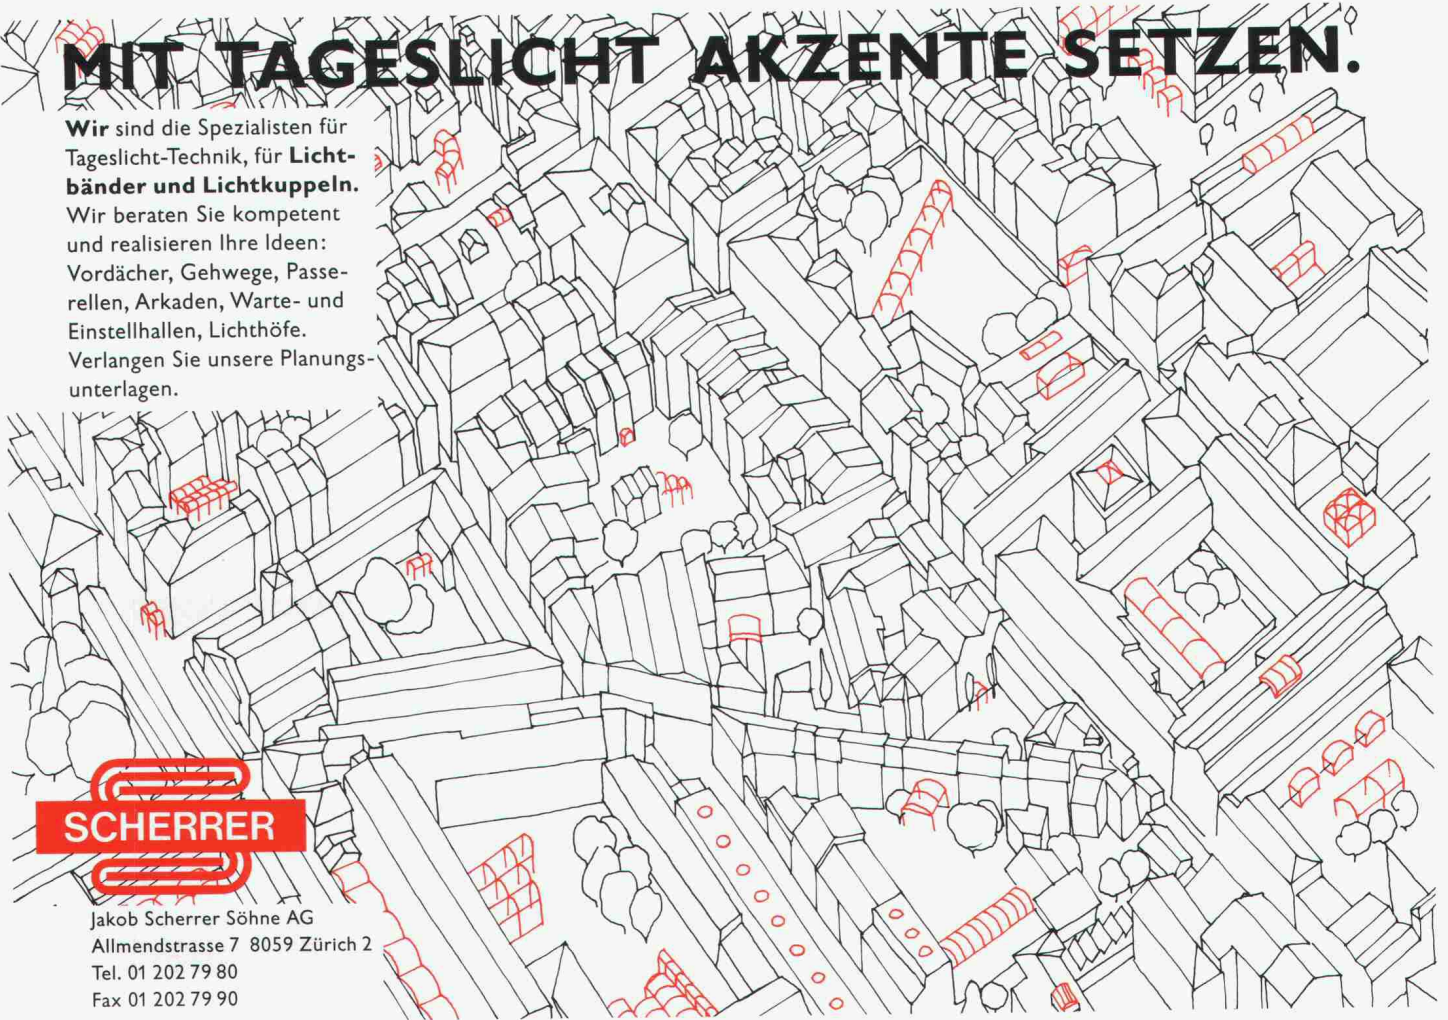 MIT TAGESLICHT AKZENTE SETZEN.
Wir sind die Spezialisten für
Tageslicht-Technik, für Licht-
bänder und Lichtkuppeln.
Wir beraten Sie kompetent
und realisieren Ihre Ideen:
Vordächer, Gehwege, Passe-
rellen, Arkaden, Warte- und
Einstellhallen, Lichthöfe.
Verlangen Sie unsere Planungs-
unterlagen.
SCHERRER
Jakob Scherrer Söhne AG
Allmendstrasse 7 8059 Zürich 2
Tel. 01 202 79 80
Fax 01 202 79 90